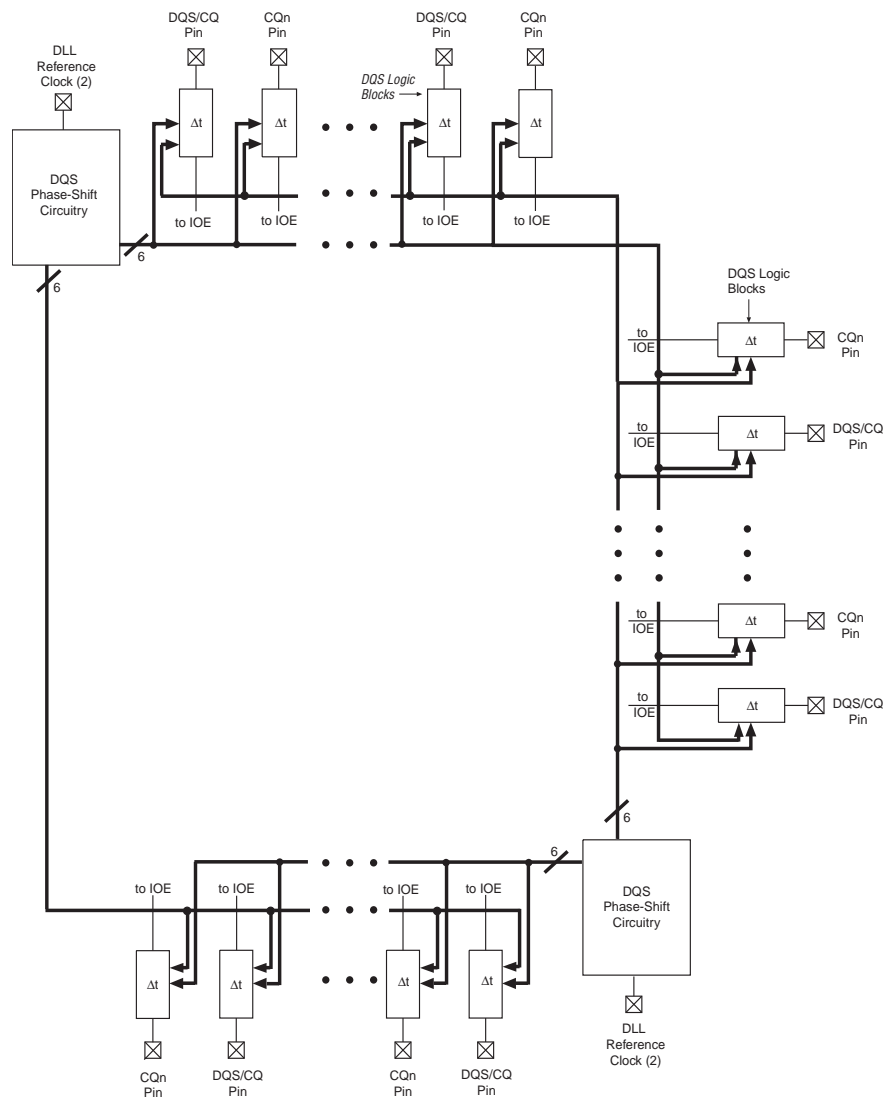 DQS/CQ
Pin
CQn
Pin
DQS/CQ
Pin
CQn
Pin
DLL
Reference
Clock (2)
DQS Logic
Blocks
Δt
Δt
Δt
Δt
DQS
Phase-Shift
Circuitry
to IOE
to IOE
to IOE
to IOE
6
6
DQS Logic
Blocks
to
IOE
Δt
CQn
Pin
to
IOE
Δt
DQS/CQ
Pin
to
IOE
Δt
CQn
Pin
to
IOE
Δt
DQS/CQ
Pin
6
6
DQS
Phase-Shift
Circuitry
to IOE
to IOE
to IOE
to IOE
Δt
Δt
Δt
Δt
DLL
Reference
Clock (2)
CQn
Pin
DQS/CQ
Pin
CQn
Pin
DQS/CQ
Pin